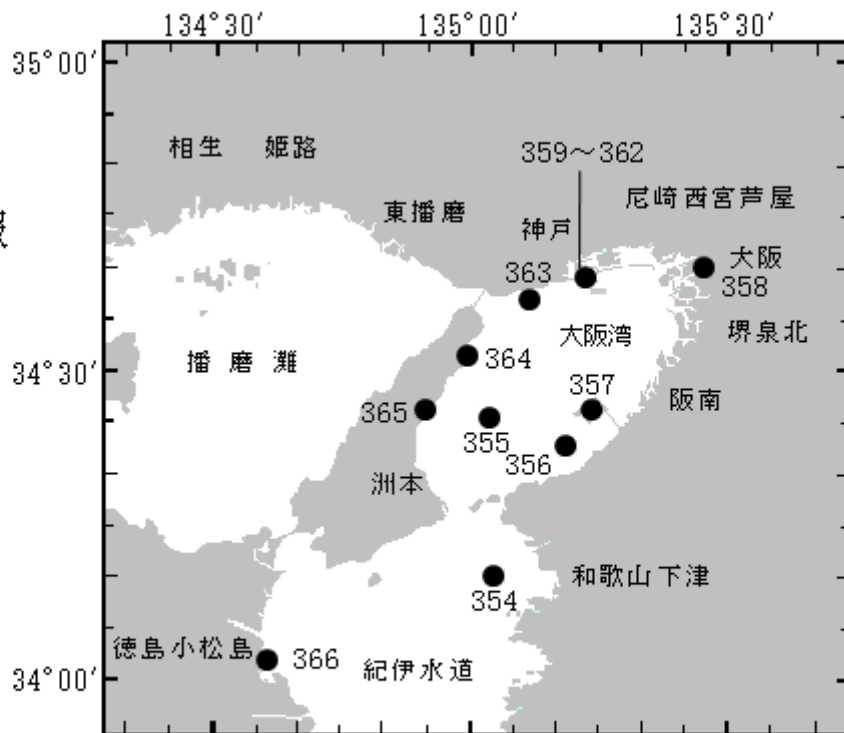 134°30′
135°00′
135°30′
35°00′
相生
姫路
359～362
尼崎西宮芦屋
東播磨
神戸
大阪
363
358
大阪湾
堺泉北
播磨灘
364
34°30′
357
阪南
365
355
356
洲本
354
和歌山下津
徳島小松島
366
紀伊水道
34°00′